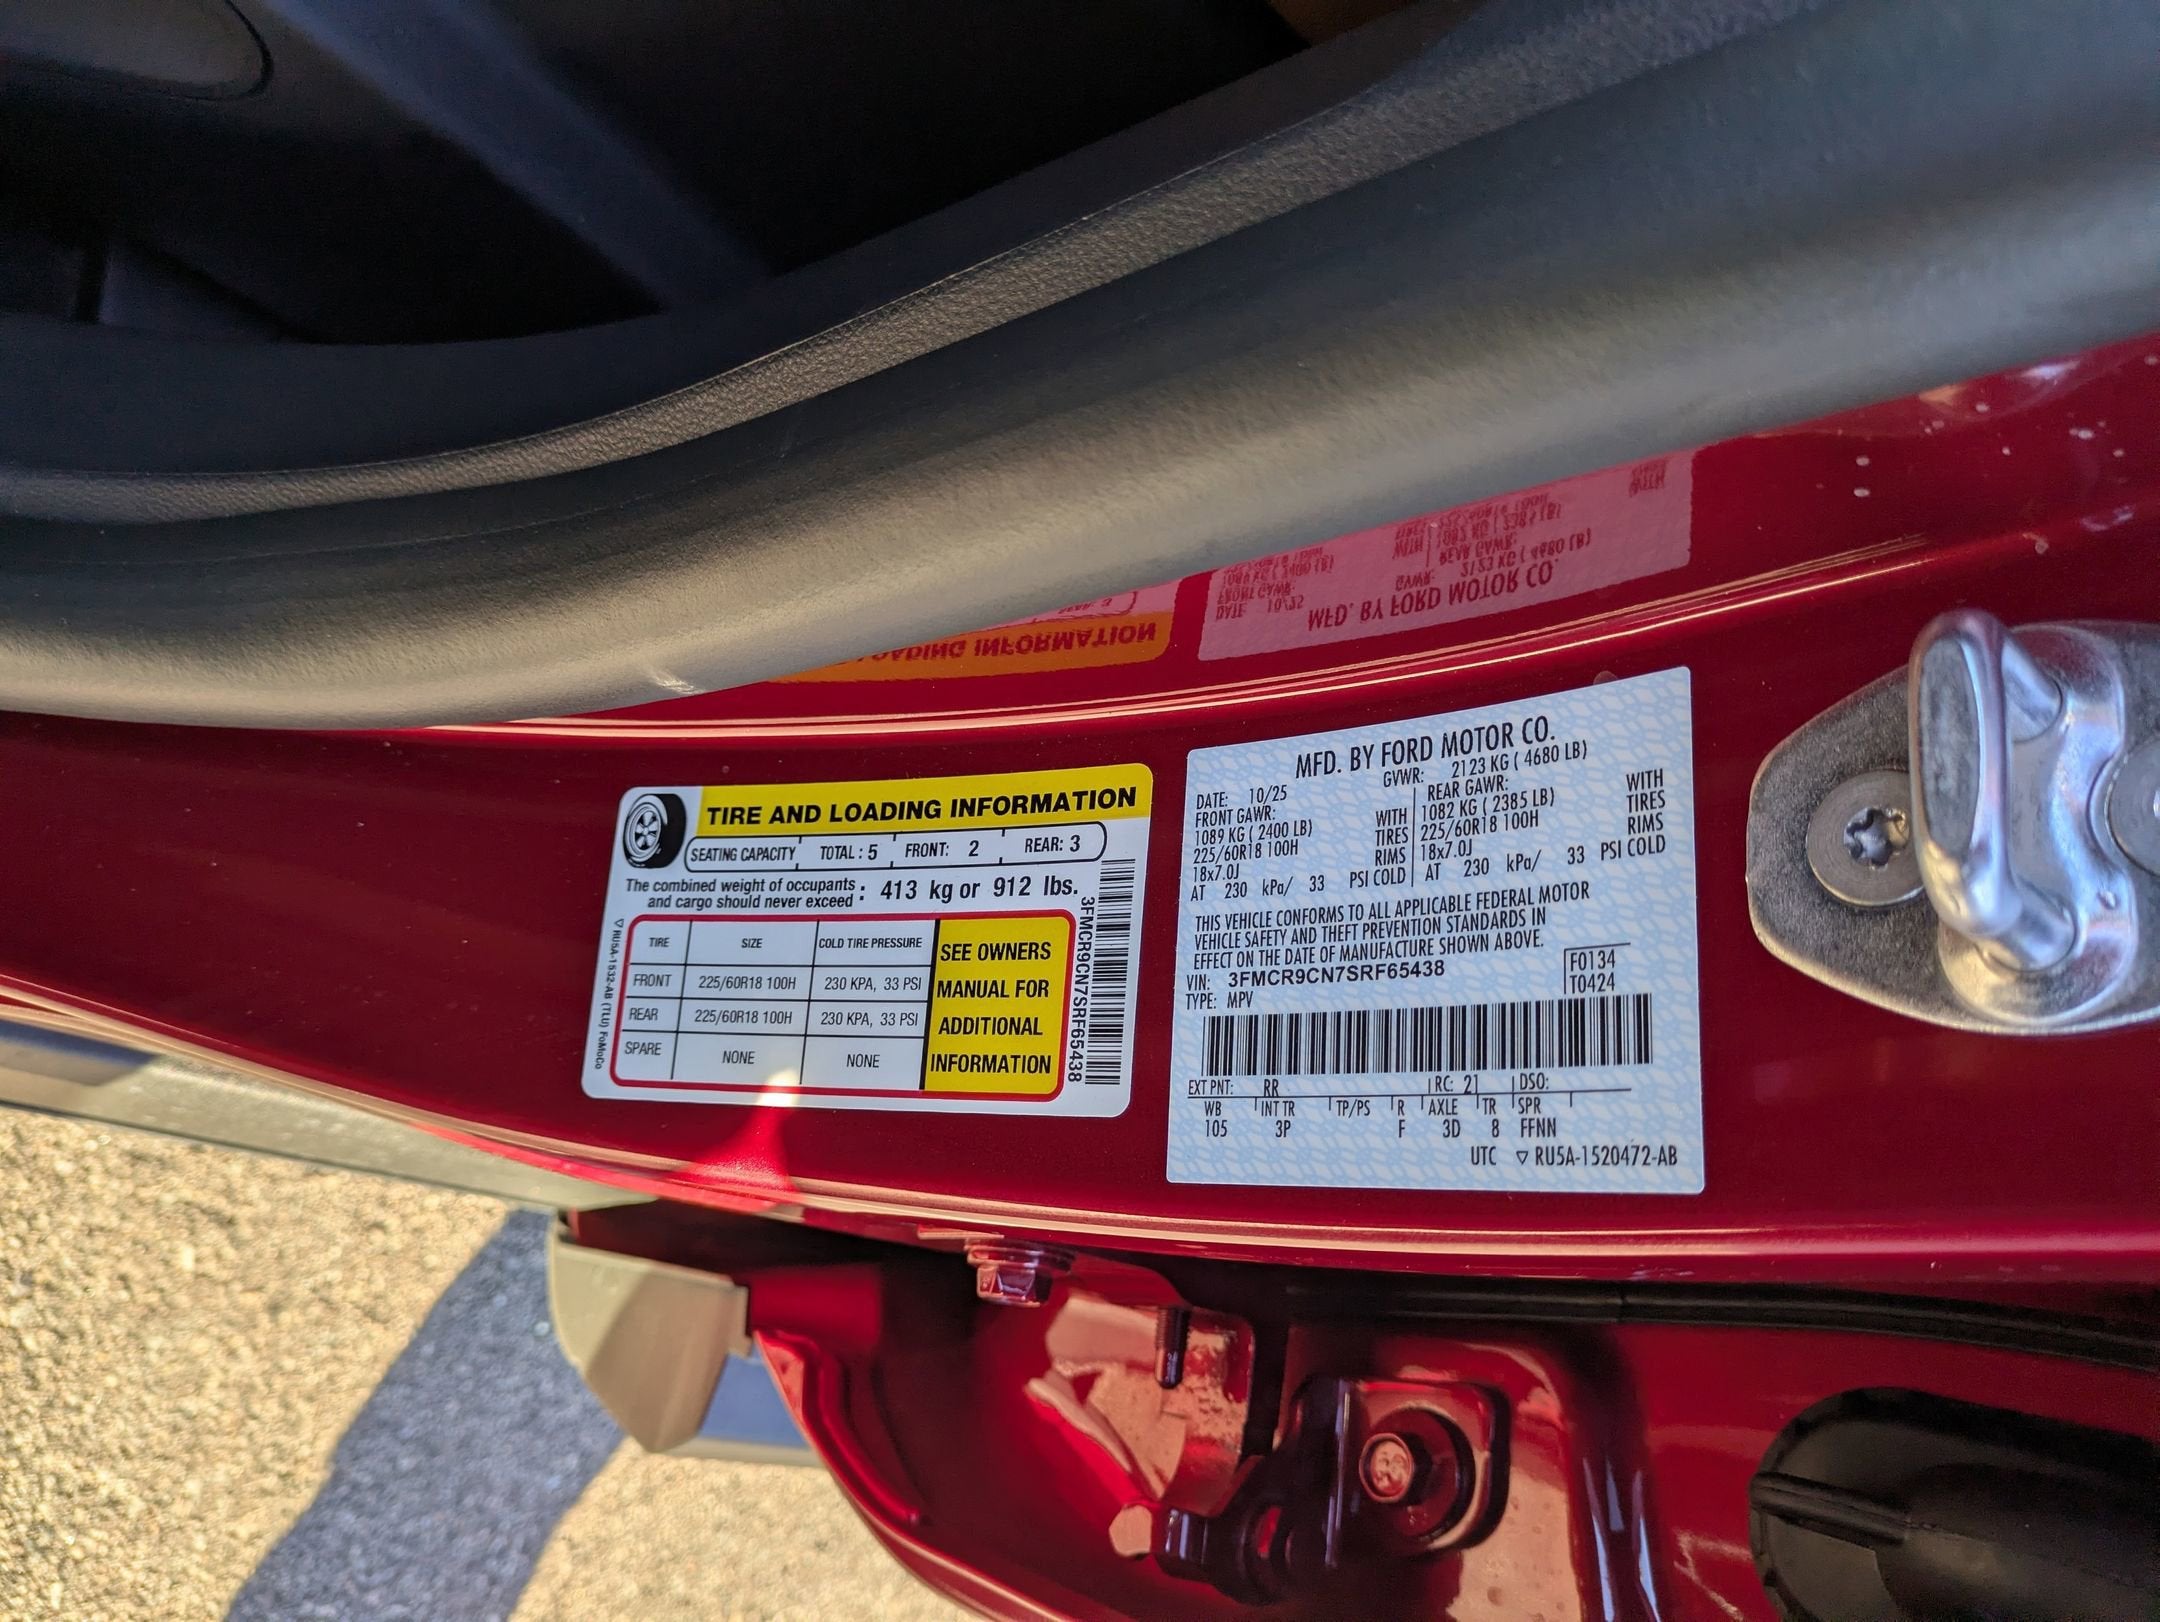 TIRE AND LOADING INFORMATION
SEATING CAPACITY TOTAL : 5 FRONT: 2 REAR: 3
The combined weight of occupants
and cargo should never exceed : 413 kg or 912 lbs.
TIRE SIZE COLD TIRE PRESSURE
FRONT 225/60R18 100H 230 KPA, 33 PSI
REAR 225/60R18 100H 230 KPA, 33 PSI
SPARE NONE NONE
SEE OWNERS
MANUAL FOR
ADDITIONAL
INFORMATION
3FMCR9CN7SRF65438
▽ RU5A-1532-AB (TLU) FoMoCo
MFD. BY FORD MOTOR CO.
DATE: 10/25 GVWR: 2123 KG ( 4680 LB)
FRONT GAWR: REAR GAWR:
1089 KG ( 2400 LB) WITH 1082 KG ( 2385 LB) WITH
225/60R18 100H TIRES 225/60R18 100H TIRES
18x7.0J RIMS 18x7.0J RIMS
AT 230 kPa/ 33 PSI COLD AT 230 kPa/ 33 PSI COLD
THIS VEHICLE CONFORMS TO ALL APPLICABLE FEDERAL MOTOR
VEHICLE SAFETY AND THEFT PREVENTION STANDARDS IN
EFFECT ON THE DATE OF MANUFACTURE SHOWN ABOVE.
VIN: 3FMCR9CN7SRF65438 F0134
TYPE: MPV T0424
EXT PNT: RR RC: 21 DSO:
WB INT TR TP/PS R AXLE TR SPR
105 3P F 3D 8 FFNN
UTC ▽ RU5A-1520472-AB